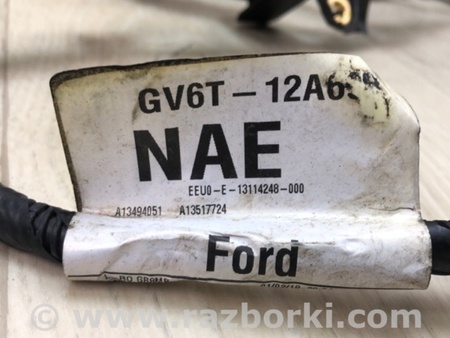 GV6T-12A6
NAE
EEU0-E-13114248-000
A13494051 A13517724
Ford
© www.razborki.com